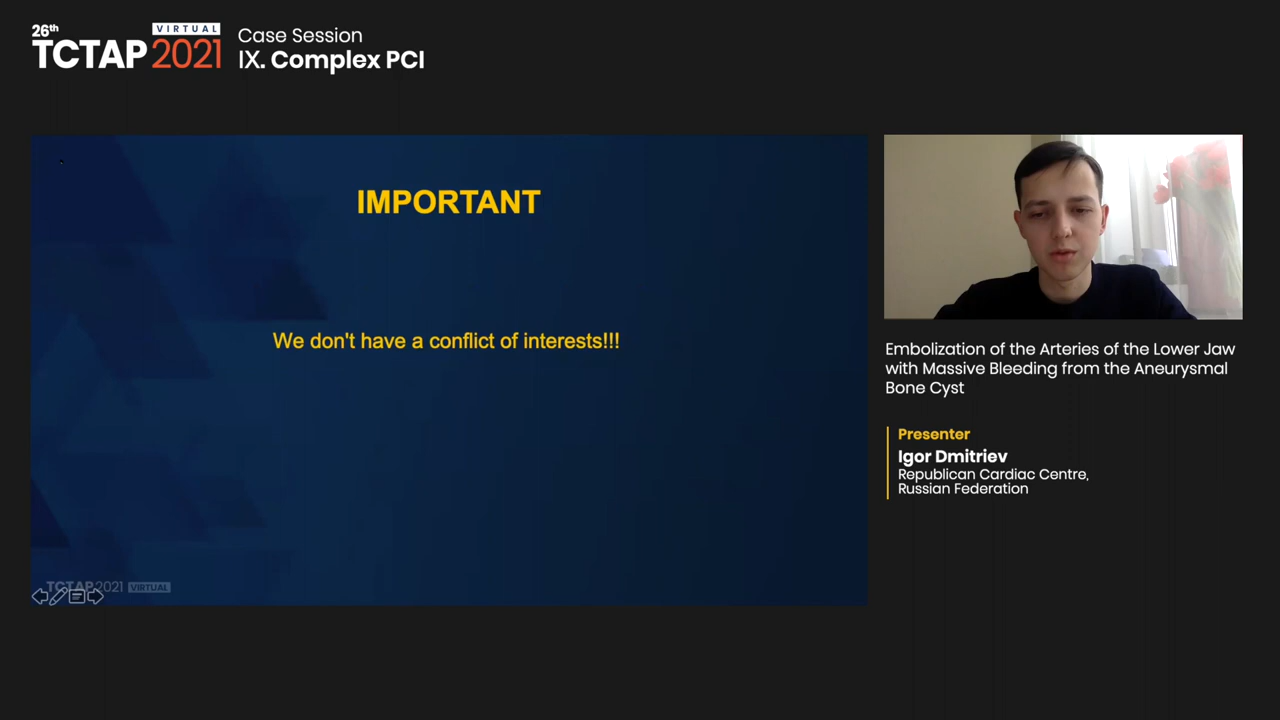 26th
VIRTUAL
TCTAP 2021
Case Session
IX. Complex PCI
IMPORTANT
We don't have a conflict of interests!!!
TCTAP 2021 VIRTUAL
Embolization of the Arteries of the Lower Jaw
with Massive Bleeding from the Aneurysmal
Bone Cyst
Presenter
Igor Dmitriev
Republican Cardiac Centre,
Russian Federation